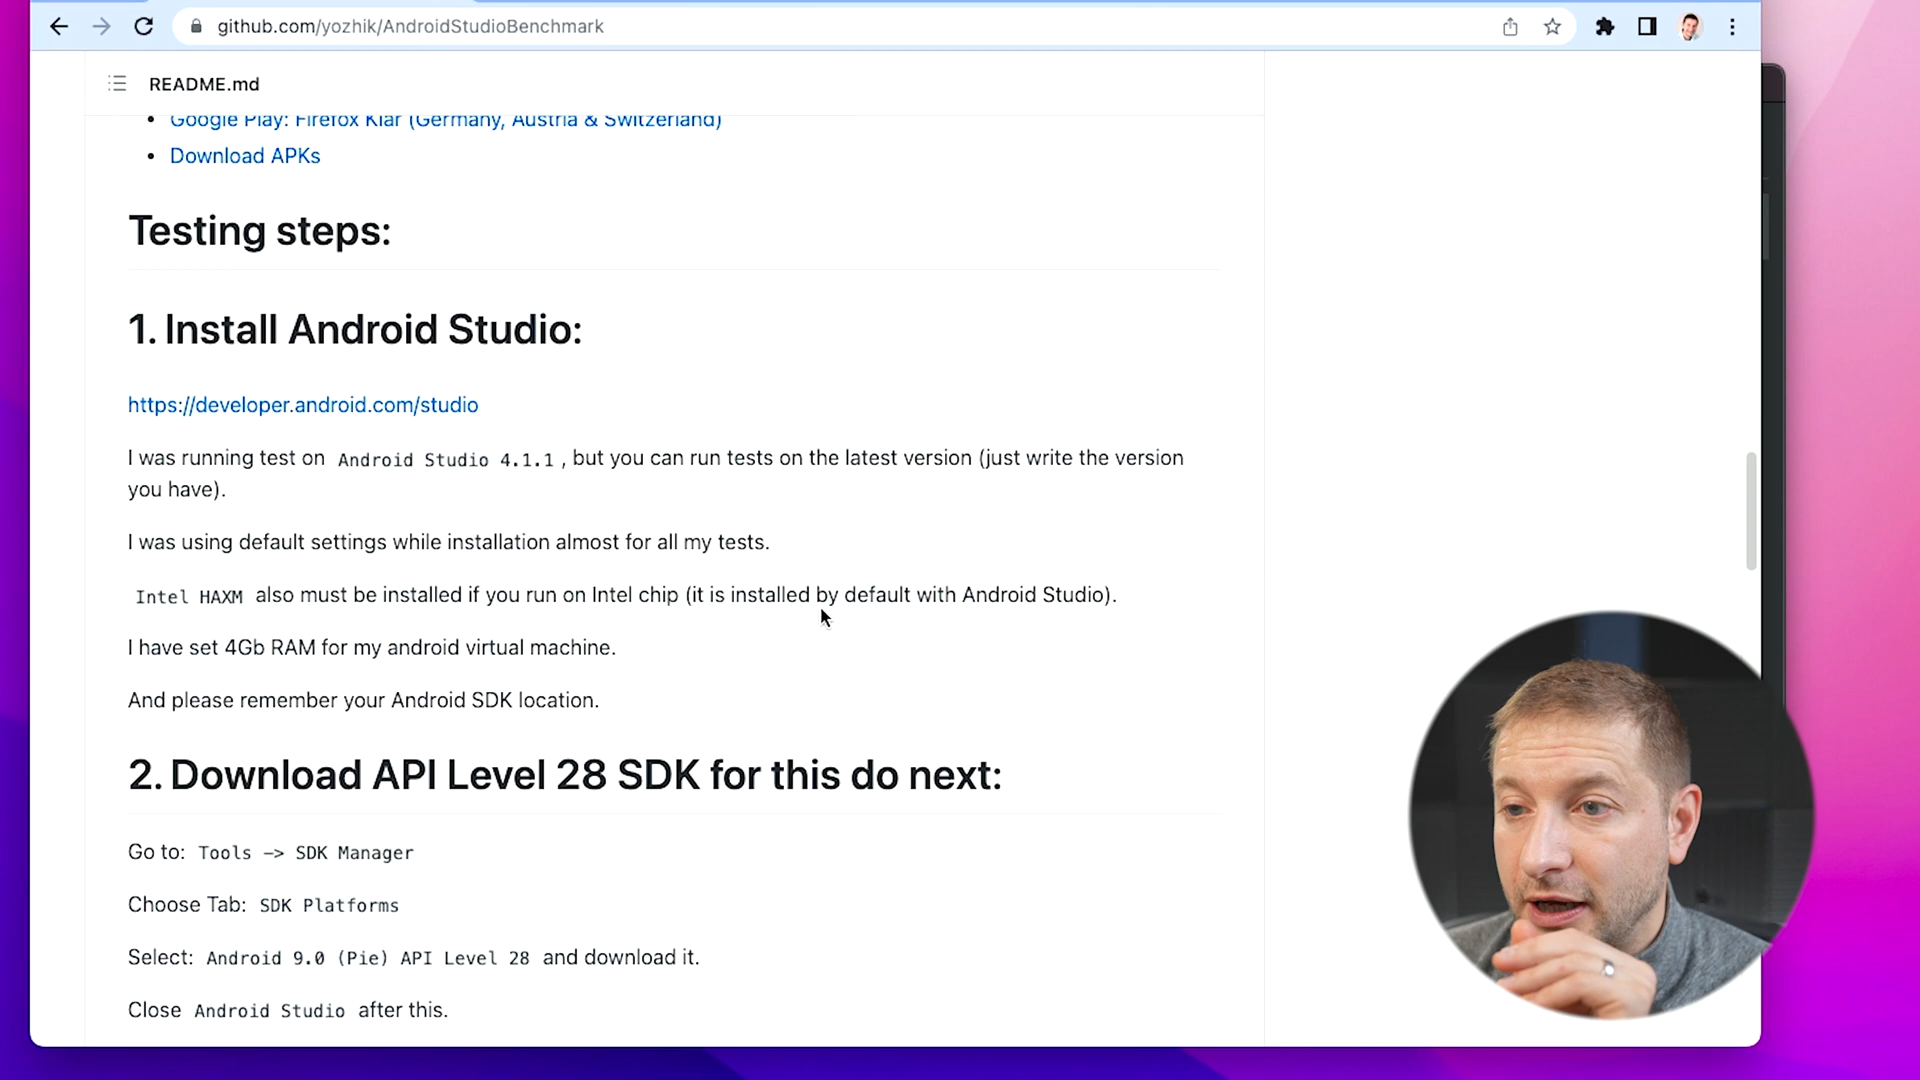 github.com/yozhik/AndroidStudioBenchmark
README.md
Google Play: Firefox Klar (Germany, Austria & Switzerland)
Download APKs
Testing steps:
1. Install Android Studio:
https://developer.android.com/studio
I was running test on Android Studio 4.1.1 , but you can run tests on the latest version (just write the version
you have).
I was using default settings while installation almost for all my tests.
Intel HAXM also must be installed if you run on Intel chip (it is installed by default with Android Studio).
I have set 4Gb RAM for my android virtual machine.
And please remember your Android SDK location.
2. Download API Level 28 SDK for this do next:
Go to: Tools -> SDK Manager
Choose Tab: SDK Platforms
Select: Android 9.0 (Pie) API Level 28 and download it.
Close Android Studio after this.